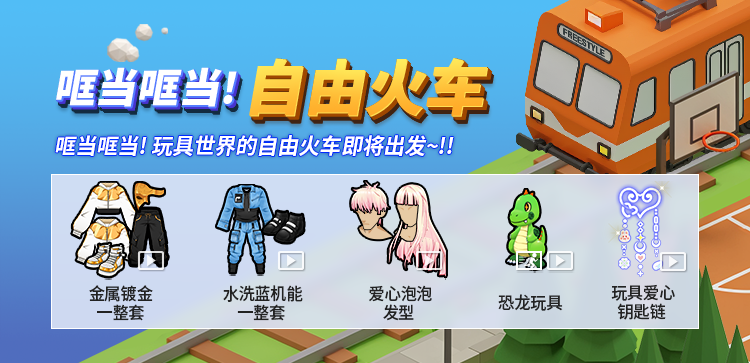 FREESTYLE
哐当哐当! 自由火车
哐当哐当! 玩具世界的自由火车即将出发~!!
金属镀金
一整套
水洗蓝机能
一整套
爱心泡泡
发型
恐龙玩具
玩具爱心
钥匙链